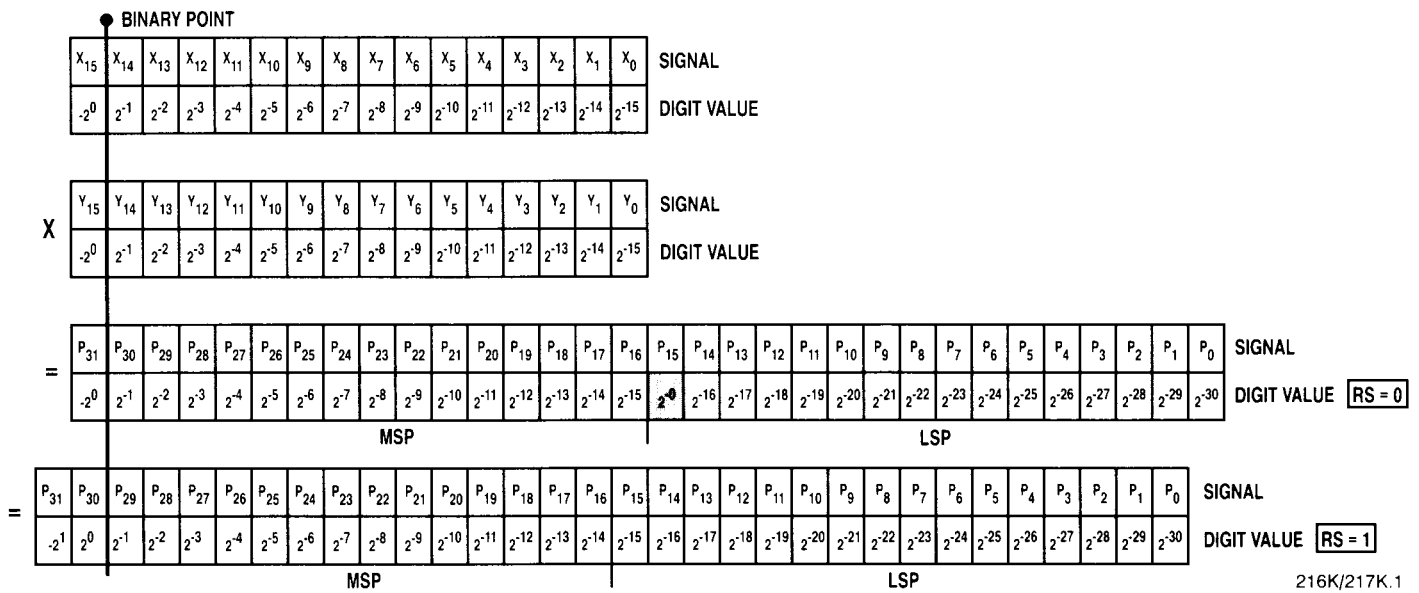 BINARY POINT
X₁₅ X₁₄ X₁₃ X₁₂ X₁₁ X₁₀ X₉ X₈ X₇ X₆ X₅ X₄ X₃ X₂ X₁ X₀ SIGNAL
-2⁰ 2⁻¹ 2⁻² 2⁻³ 2⁻⁴ 2⁻⁵ 2⁻⁶ 2⁻⁷ 2⁻⁸ 2⁻⁹ 2⁻¹⁰ 2⁻¹¹ 2⁻¹² 2⁻¹³ 2⁻¹⁴ 2⁻¹⁵ DIGIT VALUE
Y₁₅ Y₁₄ Y₁₃ Y₁₂ Y₁₁ Y₁₀ Y₉ Y₈ Y₇ Y₆ Y₅ Y₄ Y₃ Y₂ Y₁ Y₀ SIGNAL
X
-2⁰ 2⁻¹ 2⁻² 2⁻³ 2⁻⁴ 2⁻⁵ 2⁻⁶ 2⁻⁷ 2⁻⁸ 2⁻⁹ 2⁻¹⁰ 2⁻¹¹ 2⁻¹² 2⁻¹³ 2⁻¹⁴ 2⁻¹⁵ DIGIT VALUE
P₃₁ P₃₀ P₂₉ P₂₈ P₂₇ P₂₆ P₂₅ P₂₄ P₂₃ P₂₂ P₂₁ P₂₀ P₁₉ P₁₈ P₁₇ P₁₆ P₁₅ P₁₄ P₁₃ P₁₂ P₁₁ P₁₀ P₉ P₈ P₇ P₆ P₅ P₄ P₃ P₂ P₁ P₀ SIGNAL
=
-2⁰ 2⁻¹ 2⁻² 2⁻³ 2⁻⁴ 2⁻⁵ 2⁻⁶ 2⁻⁷ 2⁻⁸ 2⁻⁹ 2⁻¹⁰ 2⁻¹¹ 2⁻¹² 2⁻¹³ 2⁻¹⁴ 2⁻¹⁵ 2⁻¹⁶ 2⁻¹⁷ 2⁻¹⁸ 2⁻¹⁹ 2⁻²⁰ 2⁻²¹ 2⁻²² 2⁻²³ 2⁻²⁴ 2⁻²⁵ 2⁻²⁶ 2⁻²⁷ 2⁻²⁸ 2⁻²⁹ 2⁻³⁰ DIGIT VALUE RS = 0
MSP LSP
P₃₁ P₃₀ P₂₉ P₂₈ P₂₇ P₂₆ P₂₅ P₂₄ P₂₃ P₂₂ P₂₁ P₂₀ P₁₉ P₁₈ P₁₇ P₁₆ P₁₅ P₁₄ P₁₃ P₁₂ P₁₁ P₁₀ P₉ P₈ P₇ P₆ P₅ P₄ P₃ P₂ P₁ P₀ SIGNAL
=
-2¹ 2⁰ 2⁻¹ 2⁻² 2⁻³ 2⁻⁴ 2⁻⁵ 2⁻⁶ 2⁻⁷ 2⁻⁸ 2⁻⁹ 2⁻¹⁰ 2⁻¹¹ 2⁻¹² 2⁻¹³ 2⁻¹⁴ 2⁻¹⁵ 2⁻¹⁶ 2⁻¹⁷ 2⁻¹⁸ 2⁻¹⁹ 2⁻²⁰ 2⁻²¹ 2⁻²² 2⁻²³ 2⁻²⁴ 2⁻²⁵ 2⁻²⁶ 2⁻²⁷ 2⁻²⁸ 2⁻²⁹ 2⁻³⁰ DIGIT VALUE RS = 1
MSP LSP
216K/217K.1